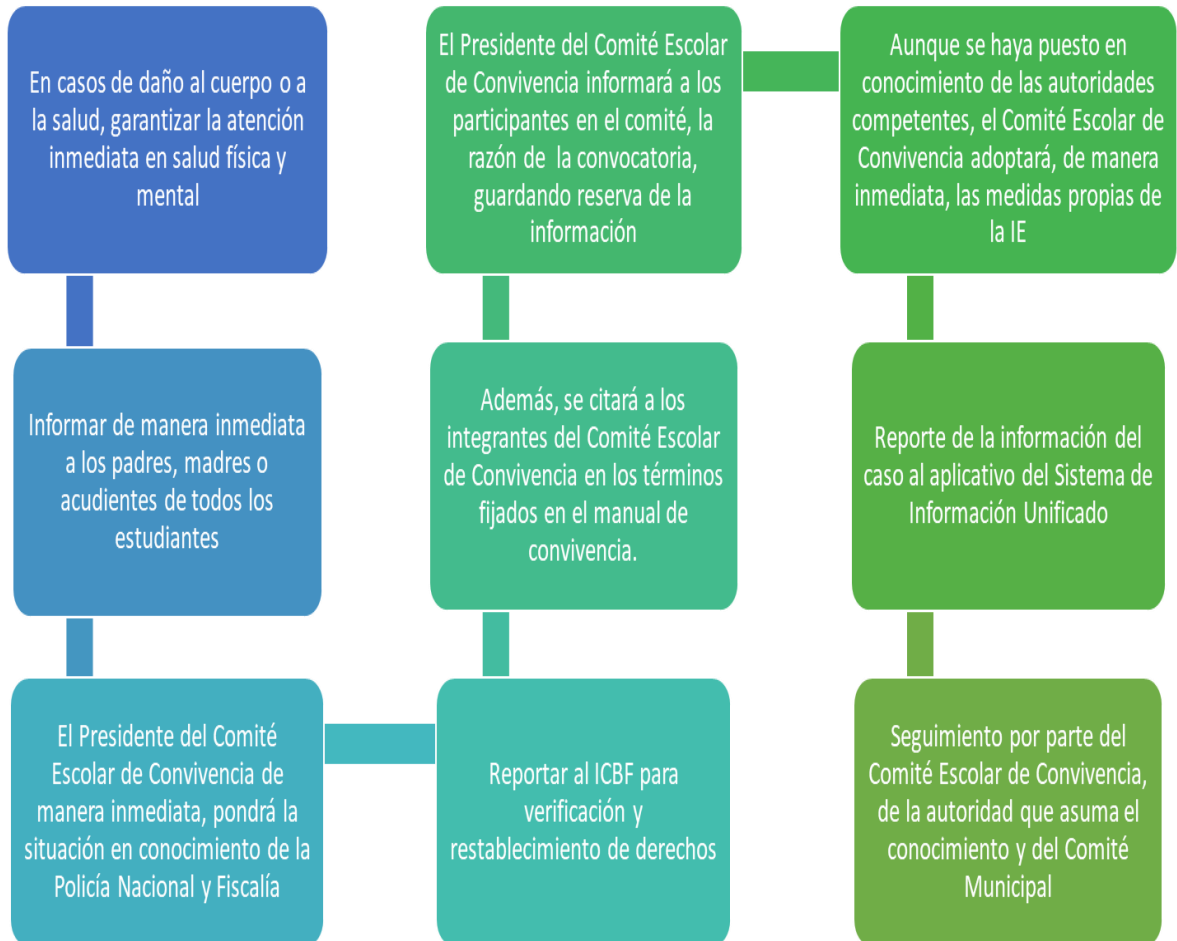 En casos de daño al cuerpo o a
la salud, garantizar la atención
inmediata en salud física y
mental
Informar de manera inmediata
a los padres, madres o
acudientes de todos los
estudiantes
El Presidente del Comité
Escolar de Convivencia de
manera inmediata, pondrá la
situación en conocimiento de la
Policía Nacional y Fiscalía
Reportar al ICBF para
verificación y
restablecimiento de derechos
Además, se citará a los
integrantes del Comité Escolar
de Convivencia en los términos
fijados en el manual de
convivencia.
El Presidente del Comité Escolar
de Convivencia informará a los
participantes en el comité, la
razón de la convocatoria,
guardando reserva de la
información
Aunque se haya puesto en
conocimiento de las autoridades
competentes, el Comité Escolar de
Convivencia adoptará, de manera
inmediata, las medidas propias de
la IE
Reporte de la información del
caso al aplicativo del Sistema de
Información Unificado
Seguimiento por parte del
Comité Escolar de Convivencia,
de la autoridad que asuma el
conocimiento y del Comité
Municipal